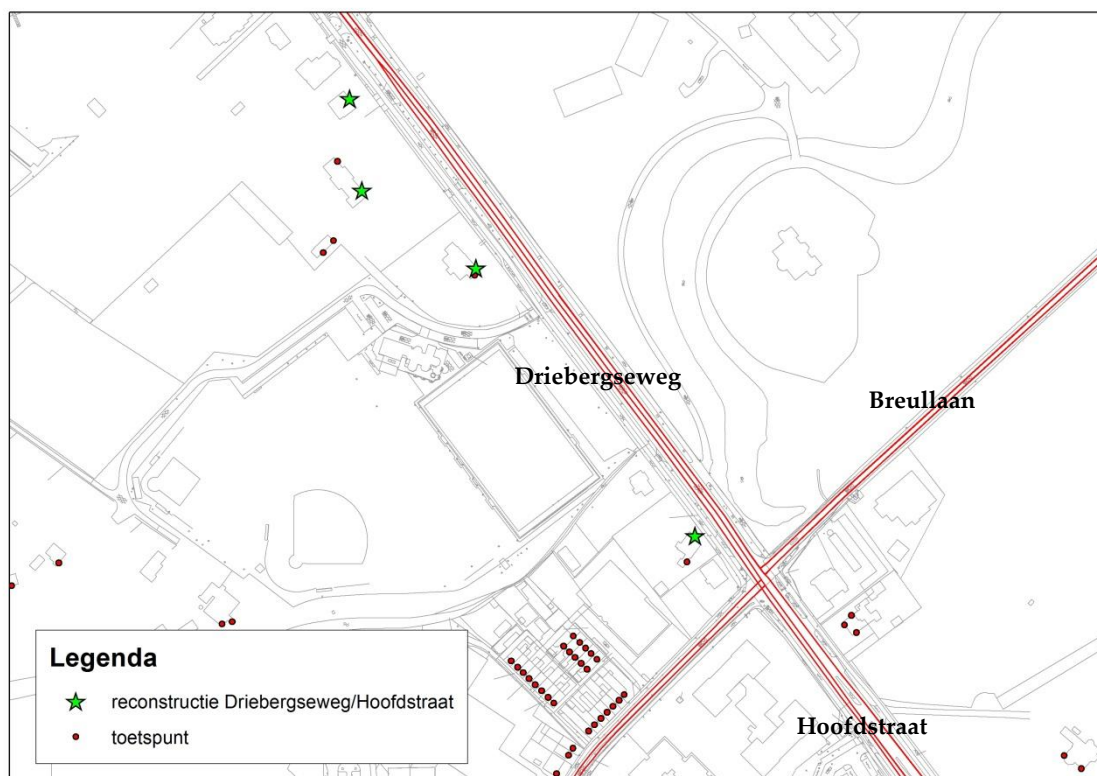 Driebergseweg
Breullaan
Hoofdstraat
Legenda
reconstructie Driebergseweg/Hoofdstraat
toetspunt